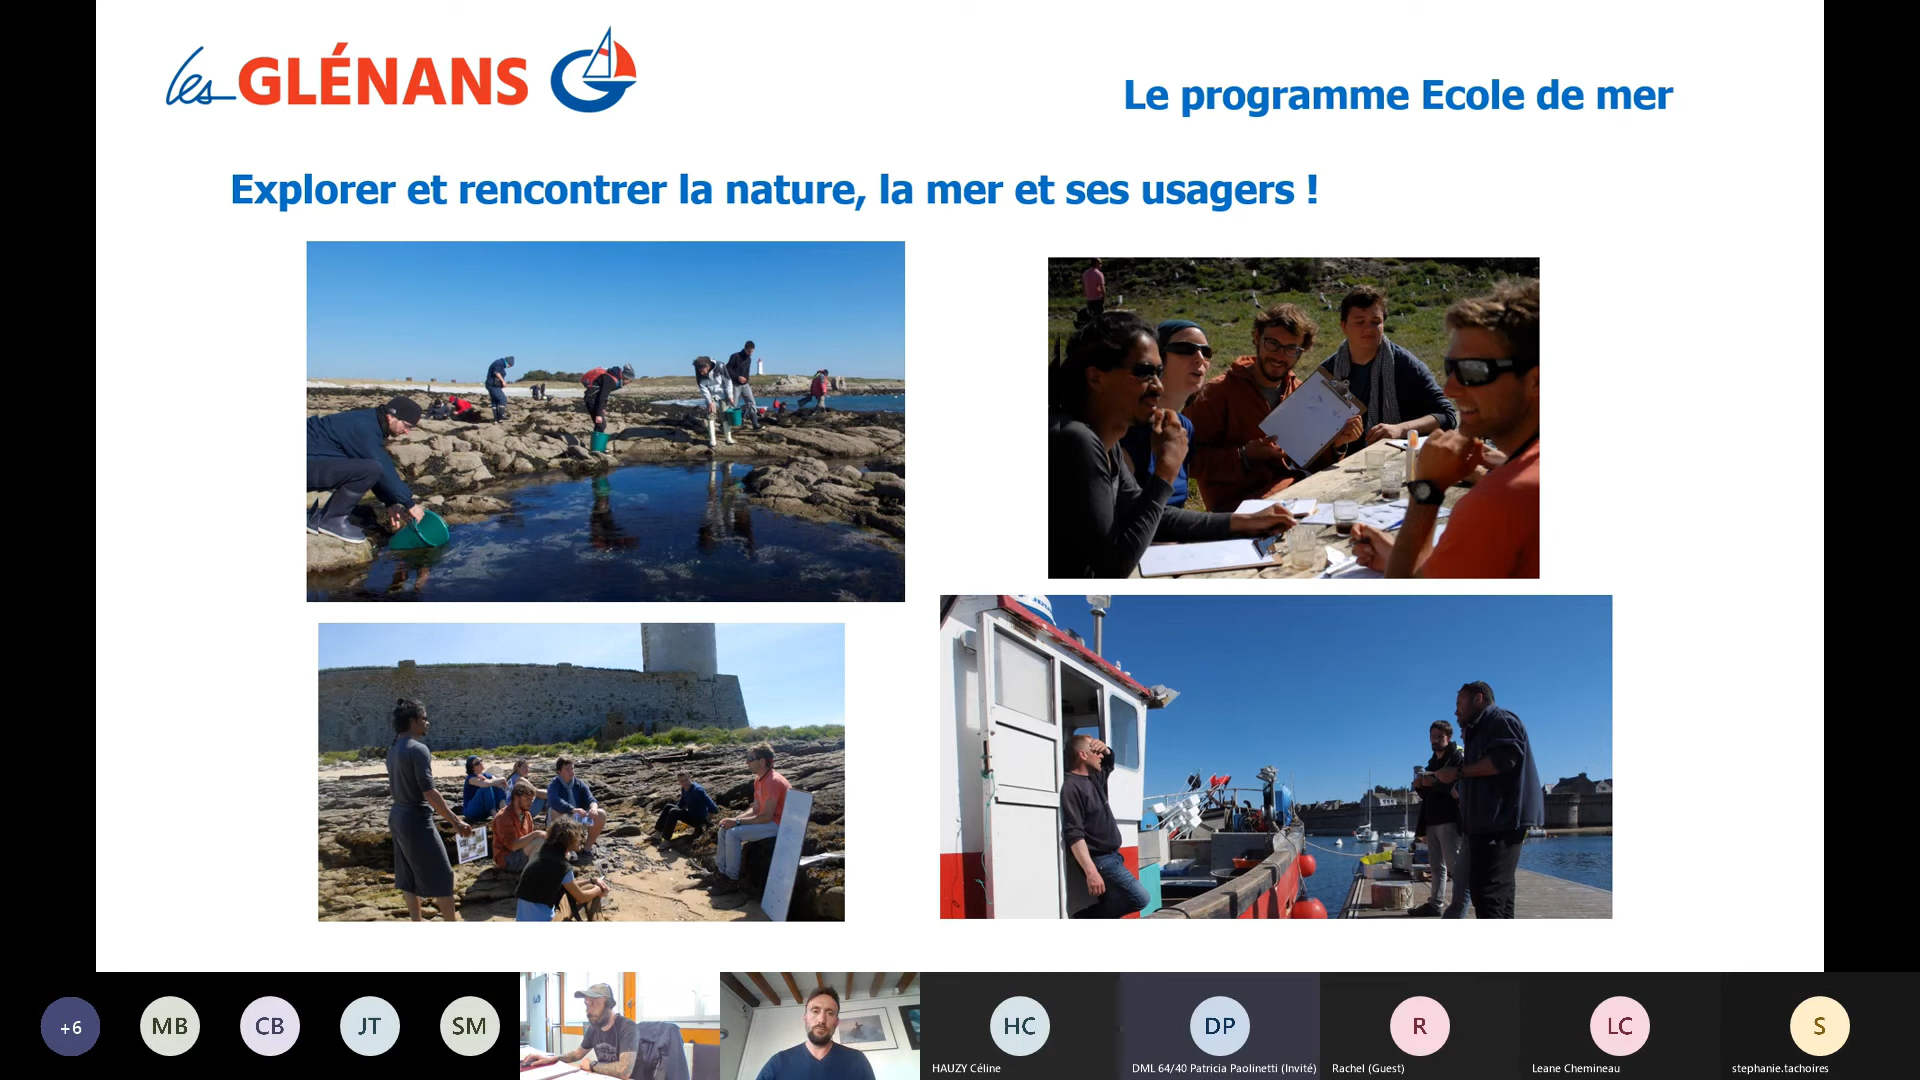 les GLÉNANS
Le programme Ecole de mer
Explorer et rencontrer la nature, la mer et ses usagers !
+6
MB
CB
JT
SM
HC
DP
R
LC
S
HAUZY Céline
DML 64/40 Patricia Paolinetti (Invité)
Rachel (Guest)
Leane Chemineau
stephanie.tachoires